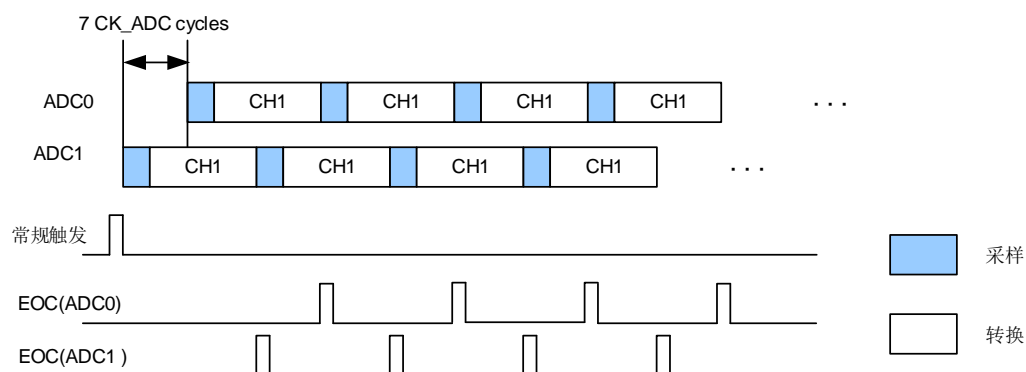 7 CK_ADC cycles
ADC0
CH1 CH1 CH1 CH1
. . .
ADC1
CH1 CH1 CH1 CH1
. . .
常规触发
采样
EOC(ADC0)
转换
EOC(ADC1 )